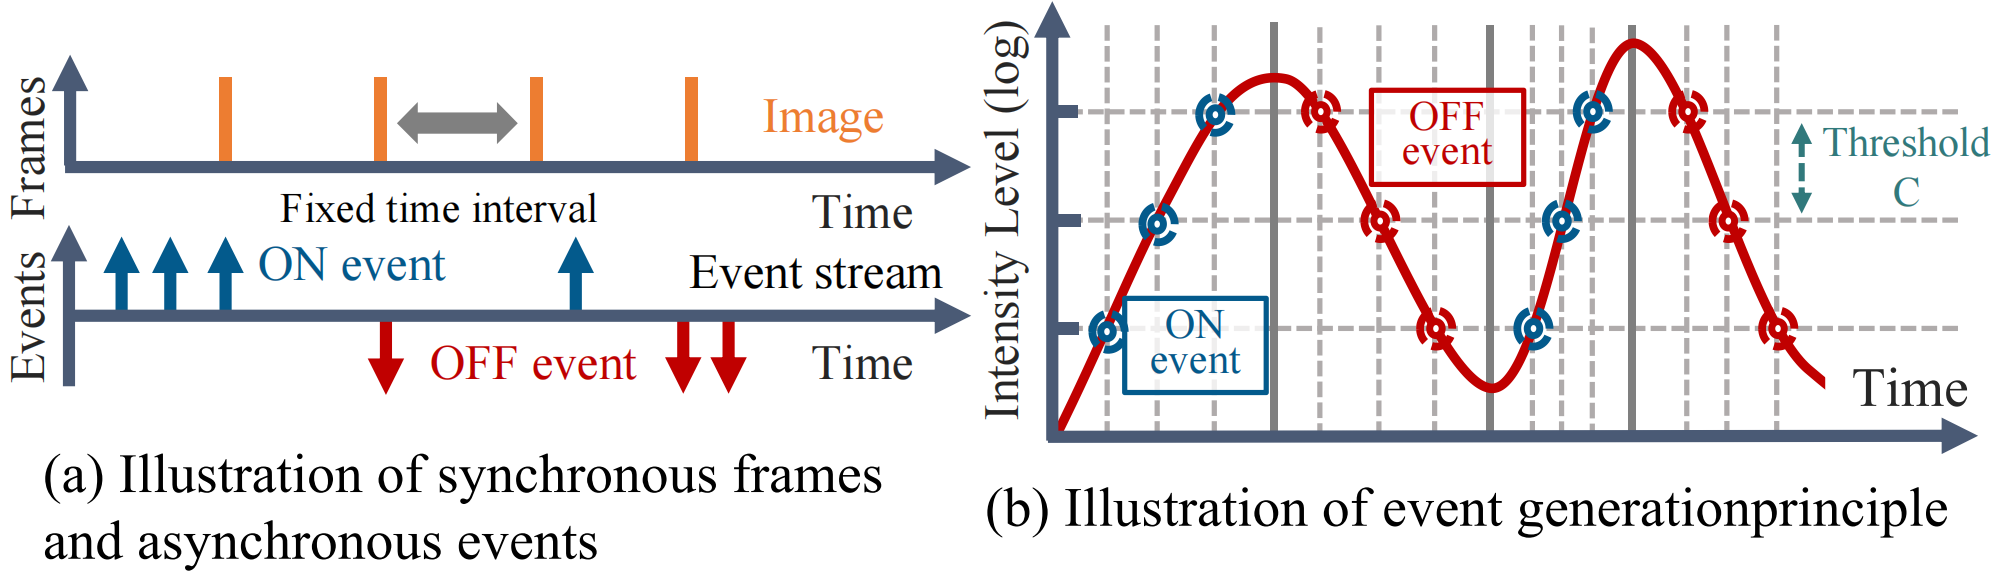 Frames
Image
Fixed time interval
Time
Events
ON event
Event stream
OFF event
Time
(a) Illustration of synchronous frames
and asynchronous events
Intensity Level (log)
OFF
event
ON
event
Threshold
C
Time
(b) Illustration of event generationprinciple